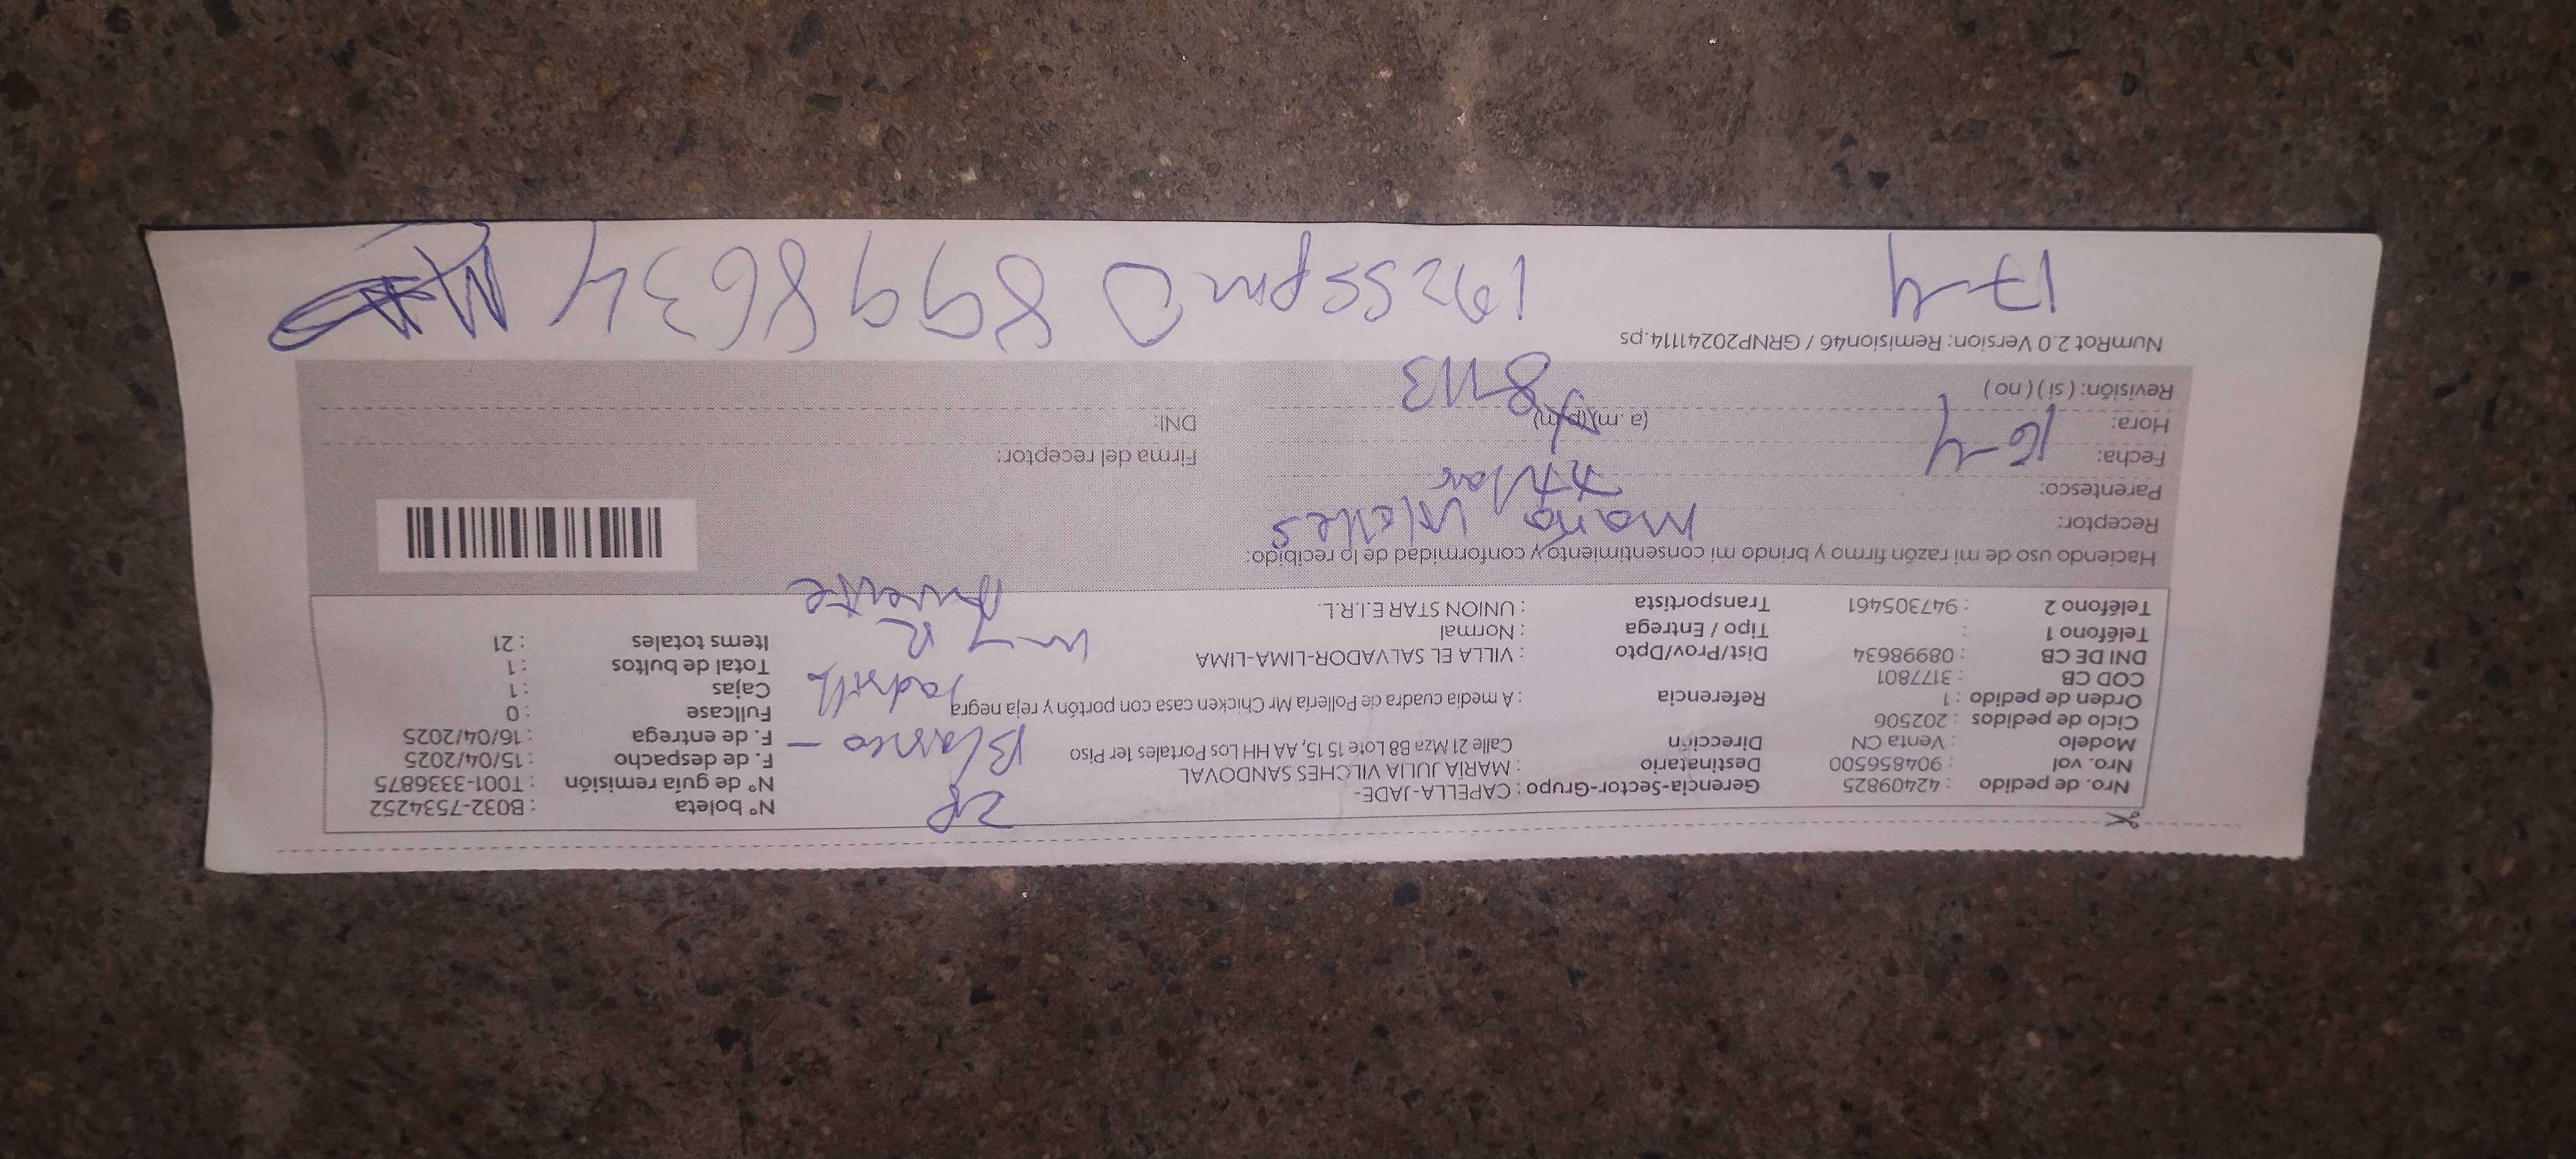 Nro. de pedido : 42409825 Gerencia-Sector-Grupo : CAPELLA-JADE- N° boleta : B032-7534252
Nro. vol : 904856500 Destinatario : MARÍA JULIA VILCHES SANDOVAL N° de guía remisión : T001-3336875
Modelo : Venta CN Dirección Calle 21 Mza B8 Lote 15 15, AA HH Los Portales 1er Piso F. de despacho : 15/04/2025
Ciclo de pedidos : 202506 F. de entrega : 16/04/2025
Orden de pedido : 1 Referencia : A media cuadra de Pollería Mr Chicken casa con portón y reja negra Fullcase : 0
COD CB : 3177801 Cajas : 1
DNI DE CB : 08998634 Dist/Prov/Dpto : VILLA EL SALVADOR-LIMA-LIMA Total de bultos : 1
Teléfono 1 : Tipo / Entrega : Normal Items totales : 21
Teléfono 2 : 947305461 Transportista : UNION STAR E.I.R.L.
2P
Blanco -
Haciendo uso de mi razón firmo y brindo mi consentimiento y conformidad de lo recibido:
Receptor: Maria Vilches
Parentesco: Titular
Fecha: 16-4 Firma del receptor:
Hora: (a.m)(p.m) DNI:
Revisión: ( si ) ( no )
NumRot 2.0 Version: Remision46 / GRNP20241114.ps
17-4 19:55pm 08998634